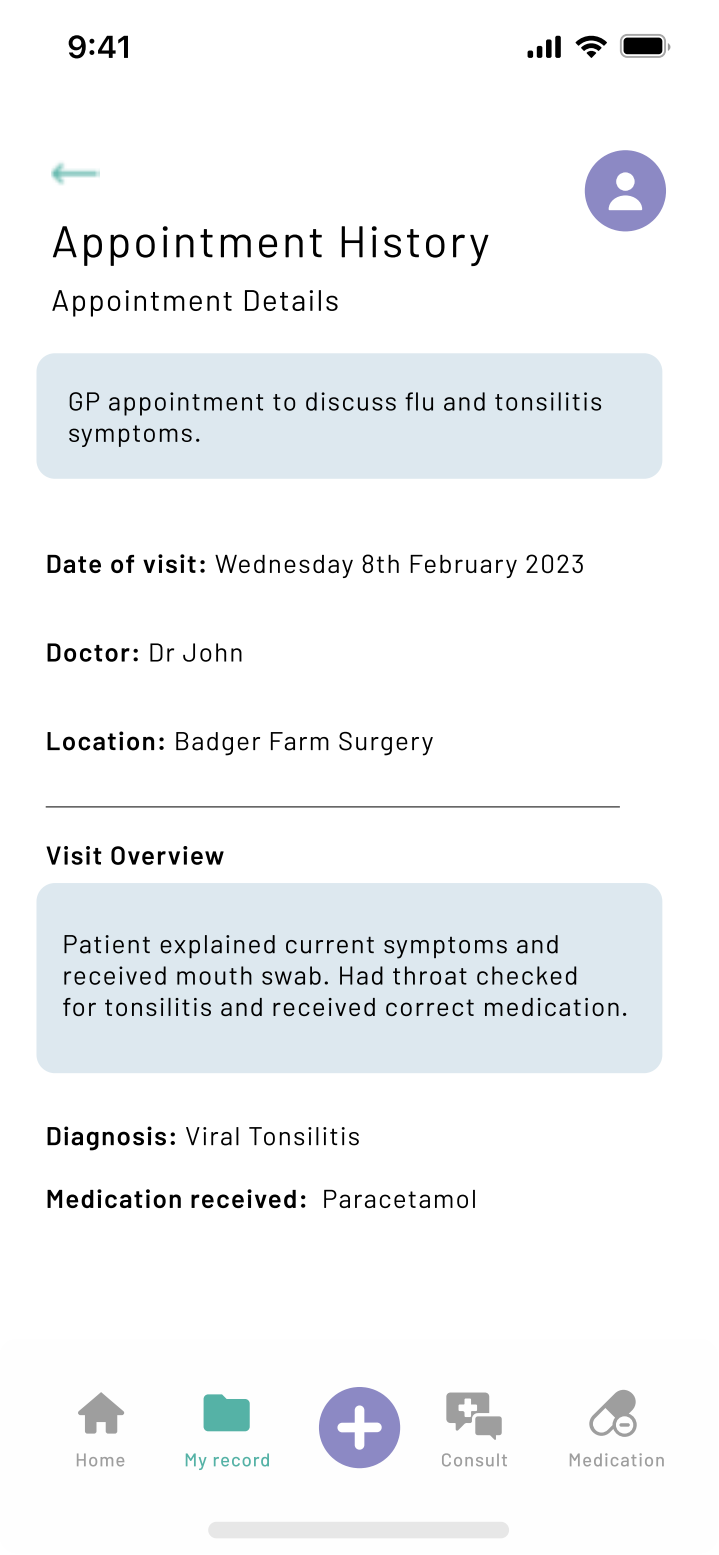 9:41
Appointment History
Appointment Details
GP appointment to discuss flu and tonsilitis
symptoms.
Date of visit: Wednesday 8th February 2023
Doctor: Dr John
Location: Badger Farm Surgery
Visit Overview
Patient explained current symptoms and
received mouth swab. Had throat checked
for tonsilitis and received correct medication.
Diagnosis: Viral Tonsilitis
Medication received: Paracetamol
Home
My record
Consult
Medication